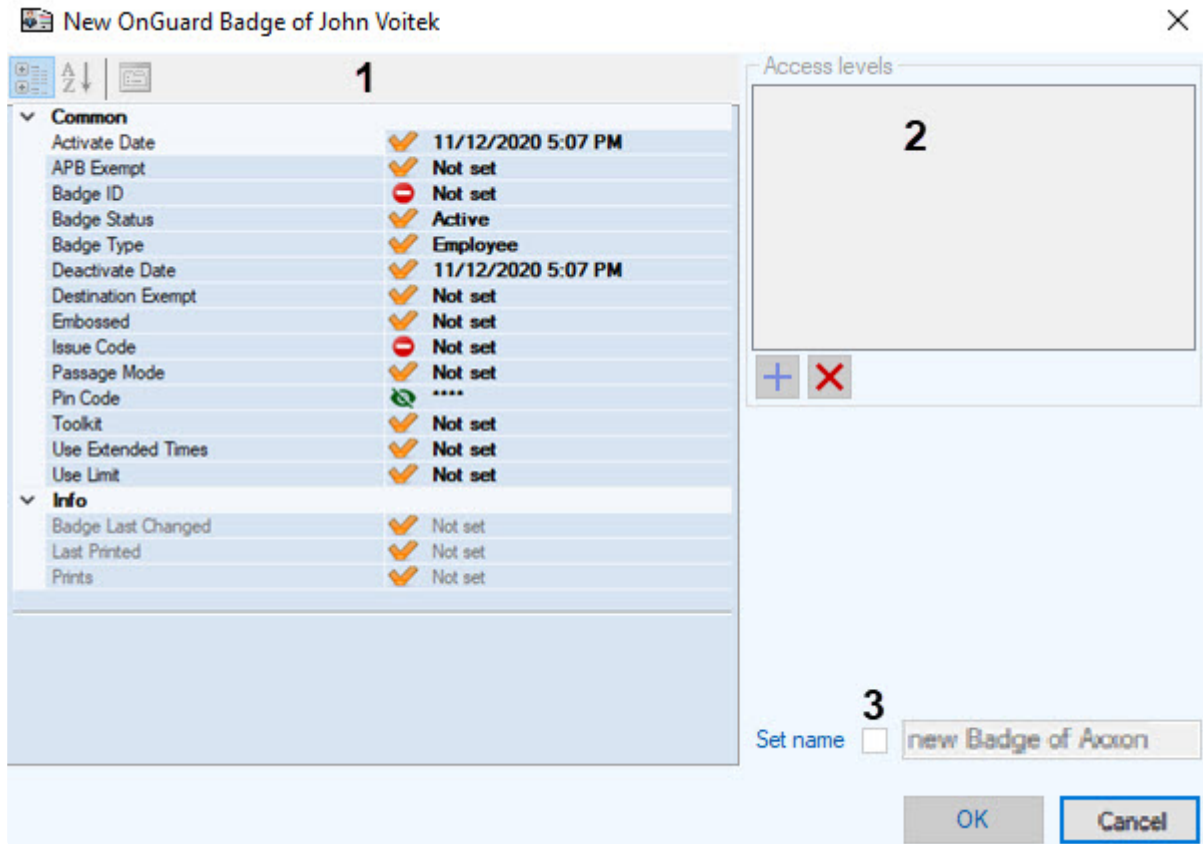 New OnGuard Badge of John Voitek
1
Common
Activate Date 11/12/2020 5:07 PM
APB Exempt Not set
Badge ID Not set
Badge Status Active
Badge Type Employee
Deactivate Date 11/12/2020 5:07 PM
Destination Exempt Not set
Embossed Not set
Issue Code Not set
Passage Mode Not set
Pin Code ****
Toolkit Not set
Use Extended Times Not set
Use Limit Not set
Info
Badge Last Changed Not set
Last Printed Not set
Prints Not set
Access levels
2
3
Set name new Badge of Axxon
OK Cancel